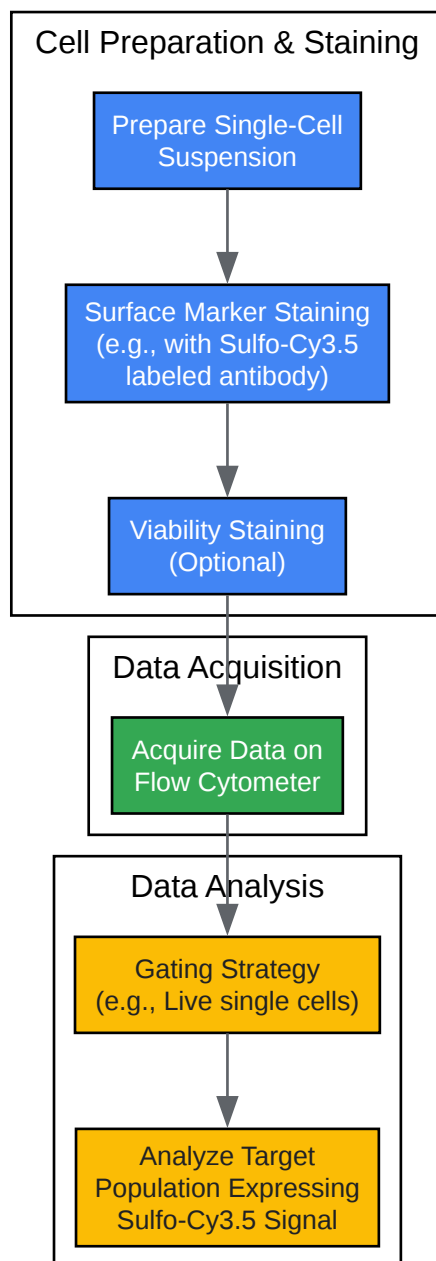 Cell Preparation & Staining
Prepare Single-Cell
Suspension
Surface Marker Staining
(e.g., with Sulfo-Cy3.5
labeled antibody)
Viability Staining
(Optional)
Data Acquisition
Acquire Data on
Flow Cytometer
Data Analysis
Gating Strategy
(e.g., Live single cells)
Analyze Target
Population Expressing
Sulfo-Cy3.5 Signal